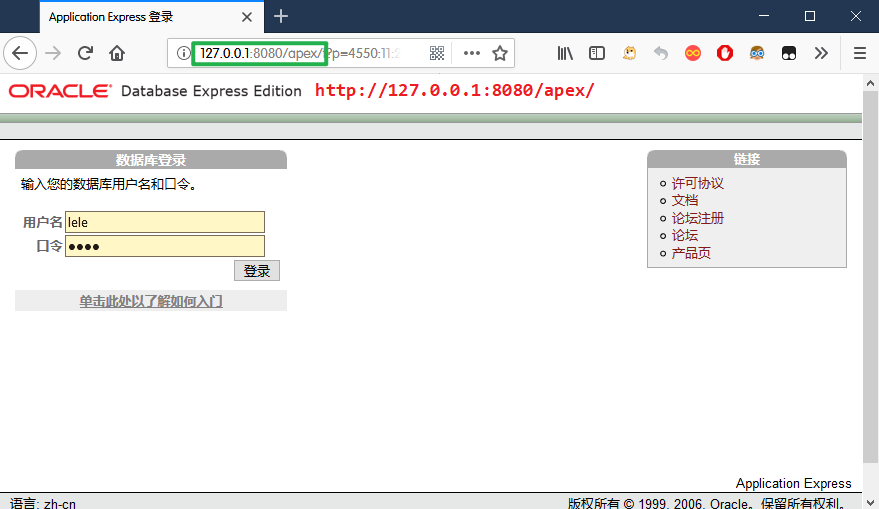 Application Express 登录
127.0.0.1:8080/apex/f?p=4550:11:2
ORACLE Database Express Edition http://127.0.0.1:8080/apex/
数据库登录
输入您的数据库用户名和口令。
用户名 lele
口令 ●●●●
登录
单击此处以了解如何入门
链接
许可协议
文档
论坛注册
论坛
产品页
Application Express
语言: zh-cn 版权所有 © 1999, 2006, Oracle。保留所有权利。